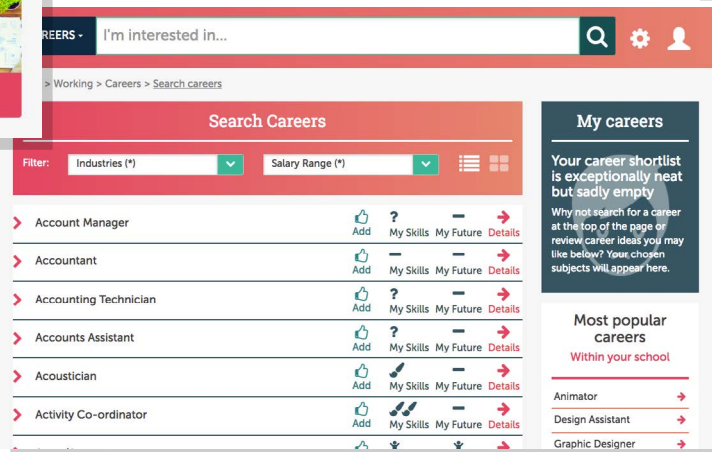 REERS
I'm interested in...
> Working > Careers > Search careers
Search Careers
Filter: Industries (*) Salary Range (*)
Account Manager Add ? My Skills My Future Details
Accountant Add My Skills My Future Details
Accounting Technician Add ? My Skills My Future Details
Accounts Assistant Add ? My Skills My Future Details
Acoustician Add My Skills My Future Details
Activity Co-ordinator Add My Skills My Future Details
My careers
Your career shortlist
is exceptionally neat
but sadly empty
Why not search for a career
at the top of the page or
review career ideas you may
like below? Your chosen
subjects will appear here.
Most popular
careers
Within your school
Animator
Design Assistant
Graphic Designer